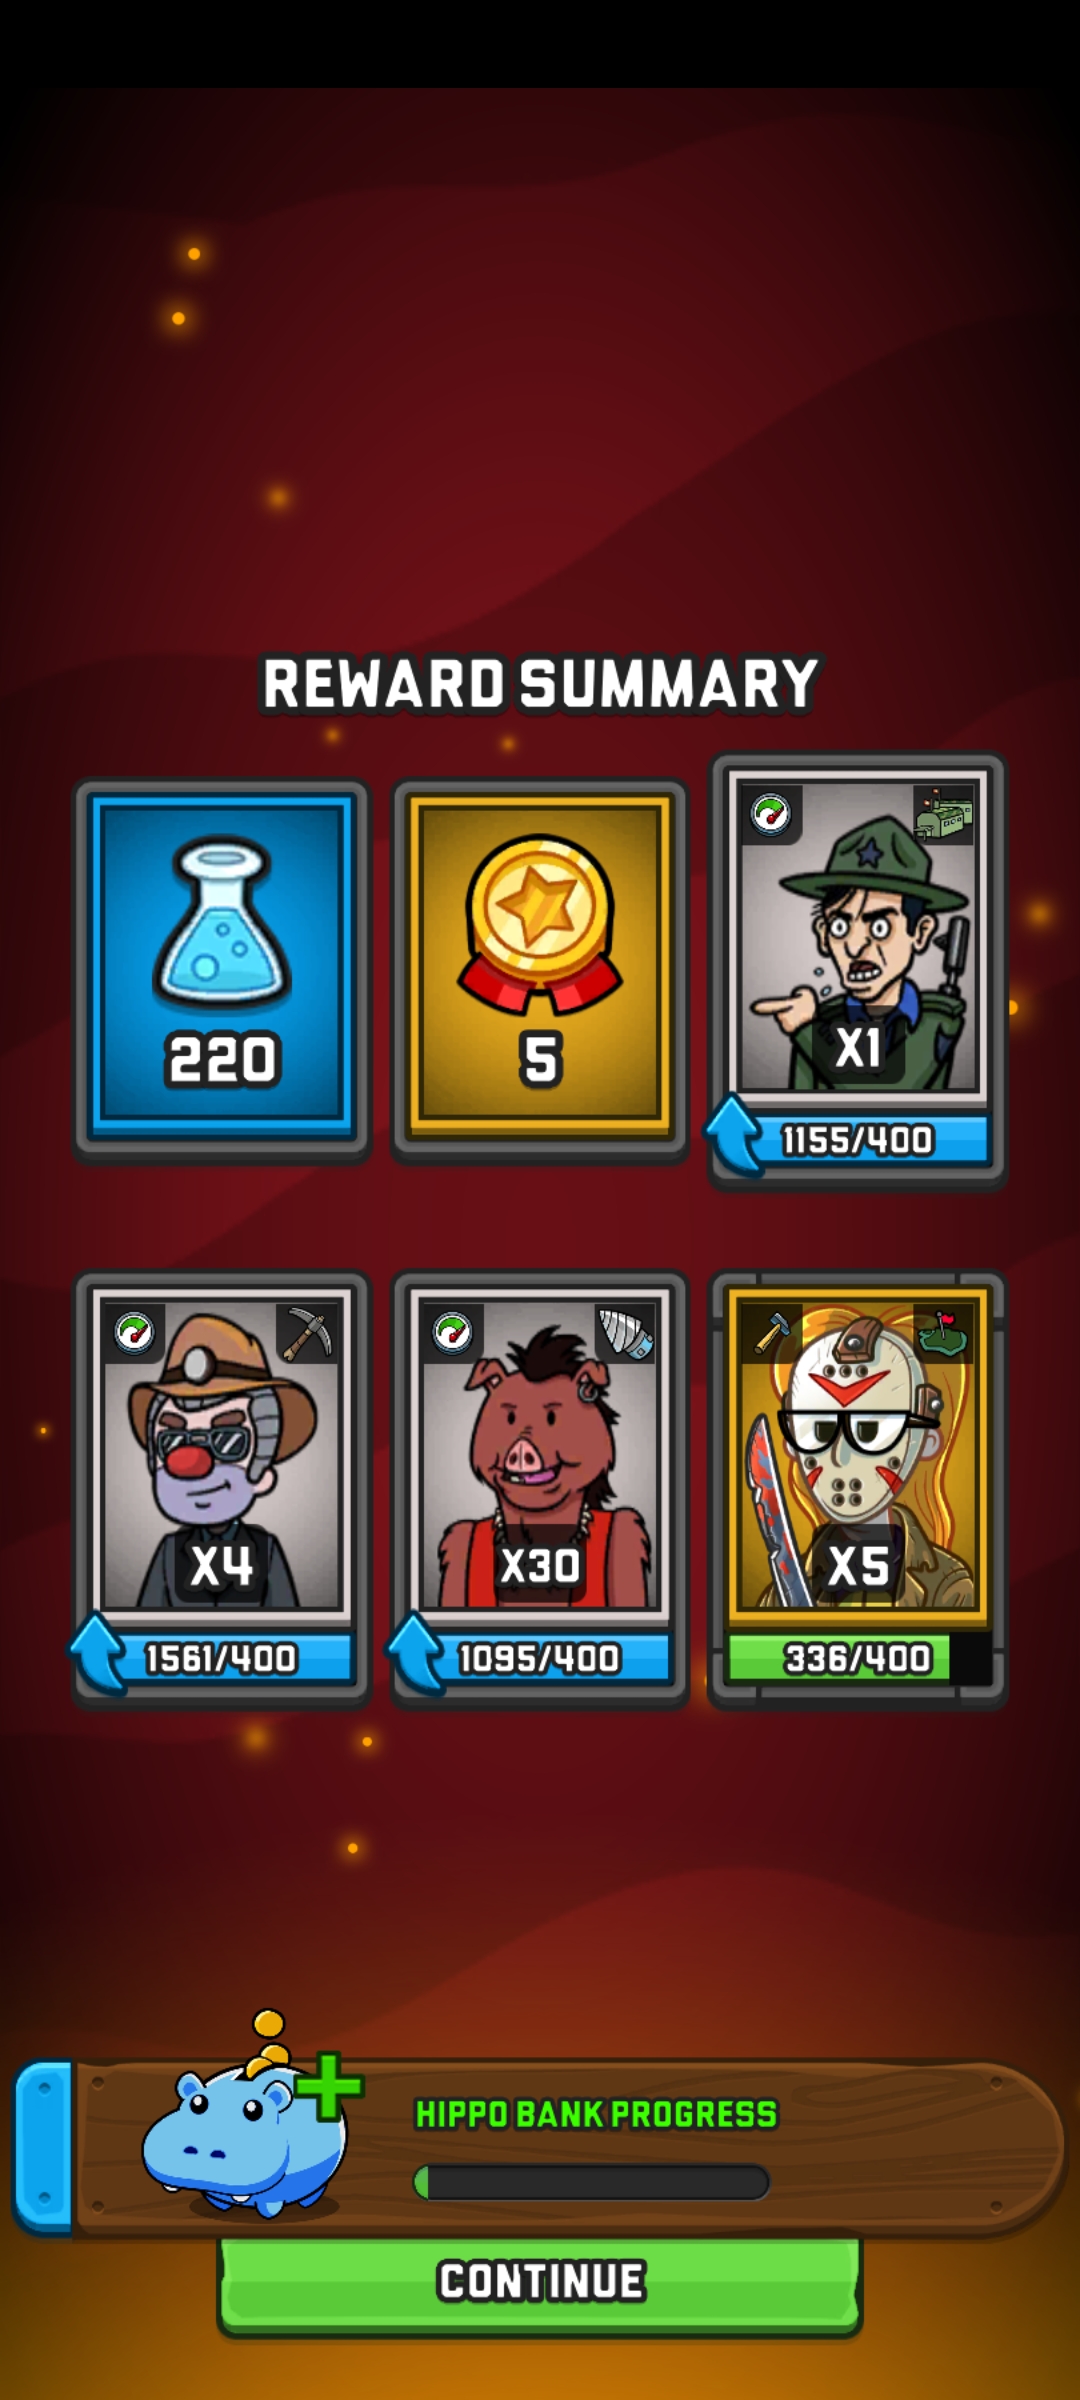 REWARD SUMMARY
220
5
X1
1155/400
X4
1561/400
X30
1095/400
X5
336/400
HIPPO BANK PROGRESS
CONTINUE